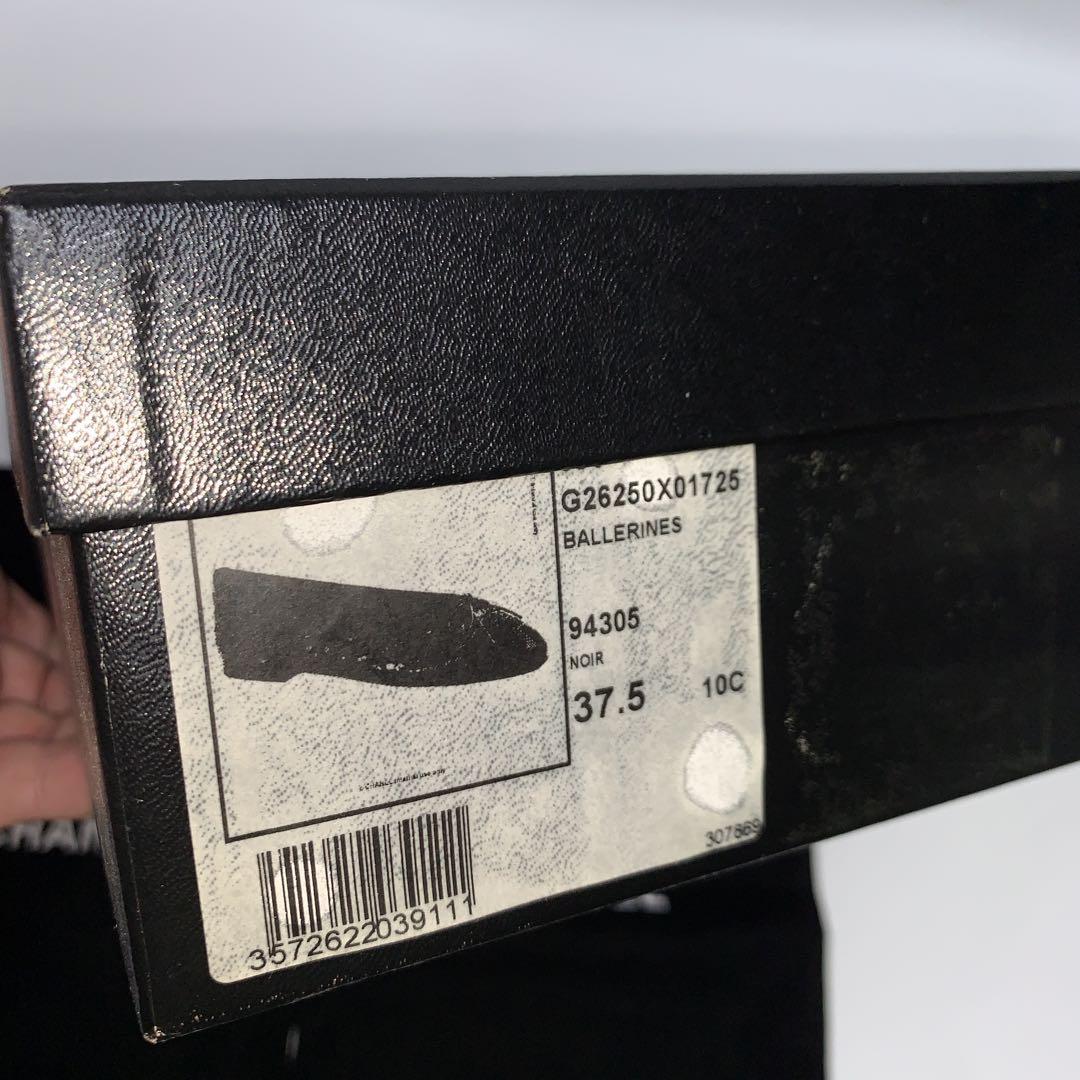 G26250X01725
BALLERINES
94305
NOIR
37.5 10C
307869
3572622039111